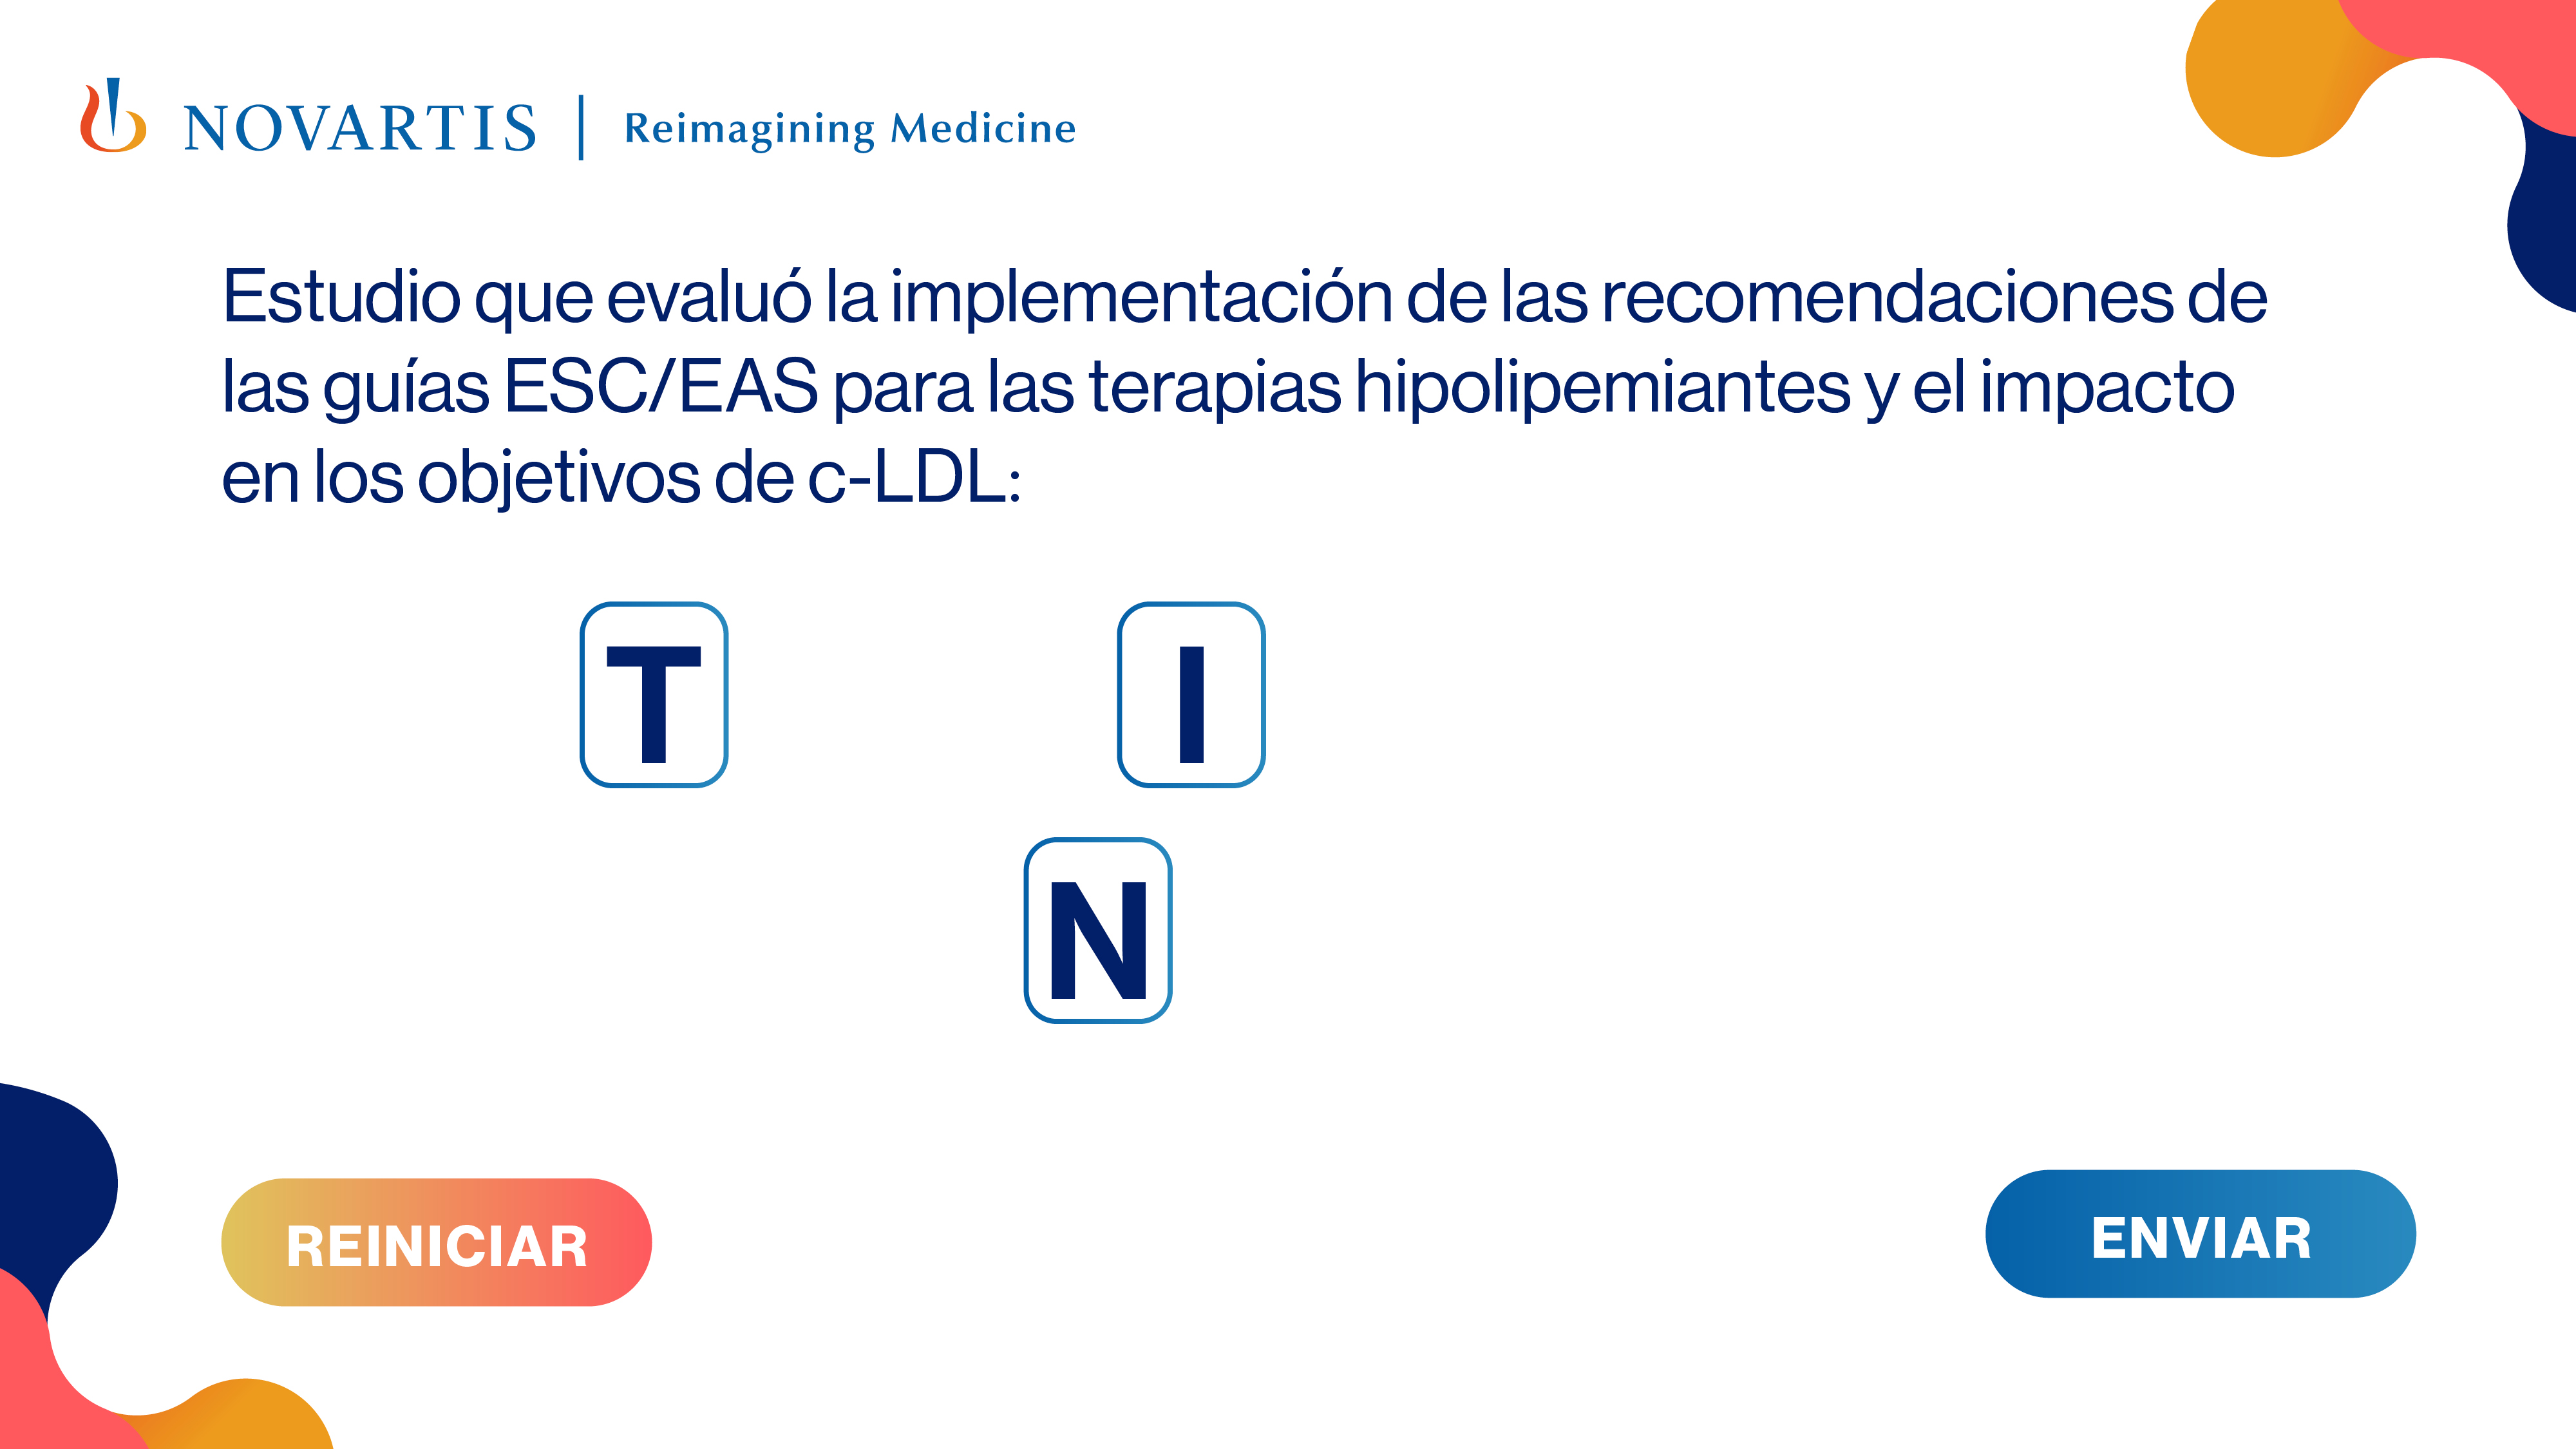 NOVARTIS | Reimagining Medicine
Estudio que evaluó la implementación de las recomendaciones de
las guías ESC/EAS para las terapias hipolipemiantes y el impacto
en los objetivos de c-LDL:
T I
N
REINICIAR
ENVIAR